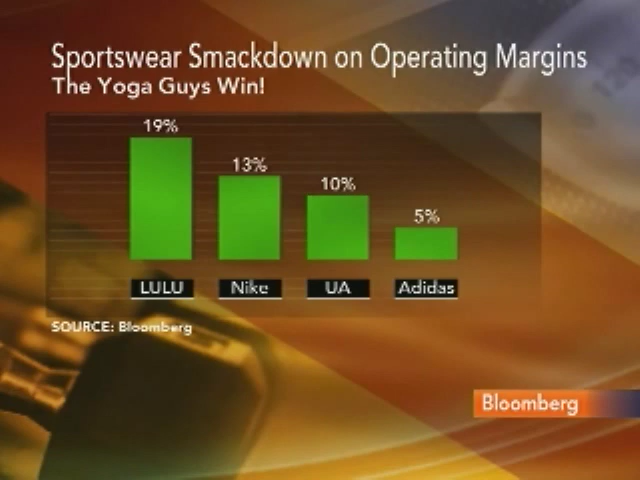 Sportswear Smackdown on Operating Margins
The Yoga Guys Win!
19%
13%
10%
5%
LULU
Nike
UA
Adidas
SOURCE: Bloomberg
Bloomberg